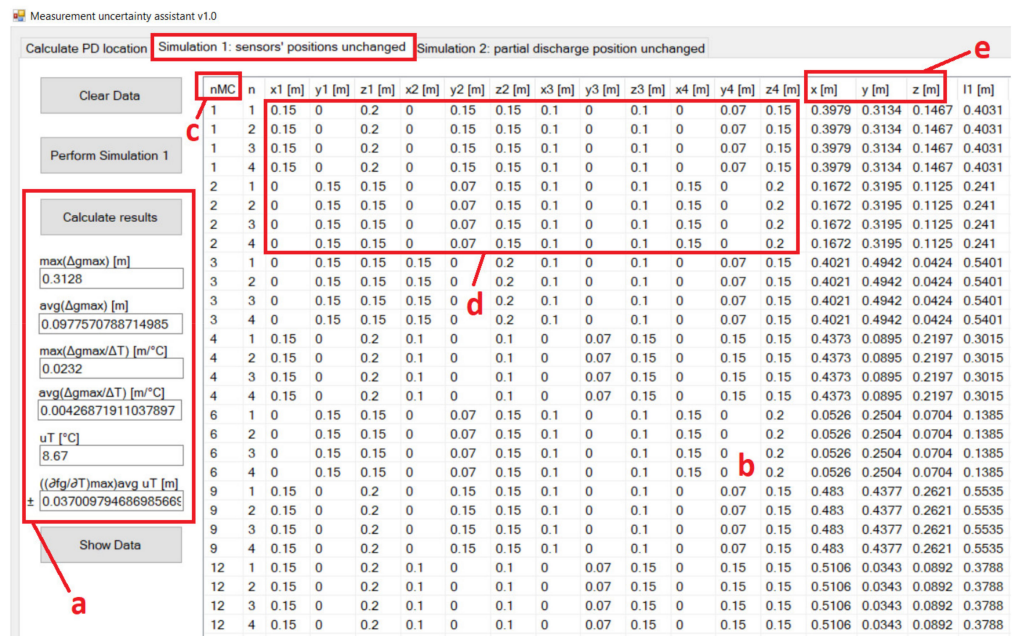 Measurement uncertainty assistant v1.0
Calculate PD location Simulation 1: sensors' positions unchanged Simulation 2: partial discharge position unchanged
e
Clear Data
Perform Simulation 1
Calculate results
max(Δgmax) [m]
0.3128
avg(Δgmax) [m]
0.0977570788714985
max(Δgmax/ΔT) [m/°C]
0.0232
avg(Δgmax/ΔT) [m/°C]
0.00426871911037897
uT [°C]
8.67
((∂fg/∂T)max)avg uT [m]
± 0.037009794686985669
Show Data
a
c
nMC n x1 [m] y1 [m] z1 [m] x2 [m] y2 [m] z2 [m] x3 [m] y3 [m] z3 [m] x4 [m] y4 [m] z4 [m] x [m] y [m] z [m] l1 [m]
1 1 0.15 0 0.2 0 0.15 0.15 0.1 0 0.1 0 0.07 0.15 0.3979 0.3134 0.1467 0.4031
1 2 0.15 0 0.2 0 0.15 0.15 0.1 0 0.1 0 0.07 0.15 0.3979 0.3134 0.1467 0.4031
1 3 0.15 0 0.2 0 0.15 0.15 0.1 0 0.1 0 0.07 0.15 0.3979 0.3134 0.1467 0.4031
1 4 0.15 0 0.2 0 0.15 0.15 0.1 0 0.1 0 0.07 0.15 0.3979 0.3134 0.1467 0.4031
2 1 0 0.15 0.15 0 0.07 0.15 0.1 0 0.1 0.15 0 0.2 0.1672 0.3195 0.1125 0.241
2 2 0 0.15 0.15 0 0.07 0.15 0.1 0 0.1 0.15 0 0.2 0.1672 0.3195 0.1125 0.241
2 3 0 0.15 0.15 0 0.07 0.15 0.1 0 0.1 0.15 0 0.2 0.1672 0.3195 0.1125 0.241
2 4 0 0.15 0.15 0 0.07 0.15 0.1 0 0.1 0.15 0 0.2 0.1672 0.3195 0.1125 0.241
3 1 0 0.15 0.15 0.15 0 0.2 0.1 0 0.1 0 0.07 0.15 0.4021 0.4942 0.0424 0.5401
3 2 0 0.15 0.15 0.15 0 0.2 0.1 0 0.1 0 0.07 0.15 0.4021 0.4942 0.0424 0.5401
3 3 0 0.15 0.15 0.15 0 0.2 0.1 0 0.1 0 0.07 0.15 0.4021 0.4942 0.0424 0.5401
3 4 0 0.15 0.15 0.15 0 0.2 0.1 0 0.1 0 0.07 0.15 0.4021 0.4942 0.0424 0.5401
d
4 1 0.15 0 0.2 0.1 0 0.1 0 0.07 0.15 0 0.15 0.15 0.4373 0.0895 0.2197 0.3015
4 2 0.15 0 0.2 0.1 0 0.1 0 0.07 0.15 0 0.15 0.15 0.4373 0.0895 0.2197 0.3015
4 3 0.15 0 0.2 0.1 0 0.1 0 0.07 0.15 0 0.15 0.15 0.4373 0.0895 0.2197 0.3015
4 4 0.15 0 0.2 0.1 0 0.1 0 0.07 0.15 0 0.15 0.15 0.4373 0.0895 0.2197 0.3015
6 1 0 0.15 0.15 0 0.07 0.15 0.1 0 0.1 0.15 0 0.2 0.0526 0.2504 0.0704 0.1385
6 2 0 0.15 0.15 0 0.07 0.15 0.1 0 0.1 0.15 0 0.2 0.0526 0.2504 0.0704 0.1385
6 3 0 0.15 0.15 0 0.07 0.15 0.1 0 0.1 0.15 0 0.2 0.0526 0.2504 0.0704 0.1385
6 4 0 0.15 0.15 0 0.07 0.15 0.1 0 0.1 0.15 0 0.2 0.0526 0.2504 0.0704 0.1385
b
9 1 0.15 0 0.2 0 0.15 0.15 0.1 0 0.1 0 0.07 0.15 0.483 0.4377 0.2621 0.5535
9 2 0.15 0 0.2 0 0.15 0.15 0.1 0 0.1 0 0.07 0.15 0.483 0.4377 0.2621 0.5535
9 3 0.15 0 0.2 0 0.15 0.15 0.1 0 0.1 0 0.07 0.15 0.483 0.4377 0.2621 0.5535
9 4 0.15 0 0.2 0 0.15 0.15 0.1 0 0.1 0 0.07 0.15 0.483 0.4377 0.2621 0.5535
12 1 0.15 0 0.2 0.1 0 0.1 0 0.07 0.15 0 0.15 0.15 0.5106 0.0343 0.0892 0.3788
12 2 0.15 0 0.2 0.1 0 0.1 0 0.07 0.15 0 0.15 0.15 0.5106 0.0343 0.0892 0.3788
12 3 0.15 0 0.2 0.1 0 0.1 0 0.07 0.15 0 0.15 0.15 0.5106 0.0343 0.0892 0.3788
12 4 0.15 0 0.2 0.1 0 0.1 0 0.07 0.15 0 0.15 0.15 0.5106 0.0343 0.0892 0.3788